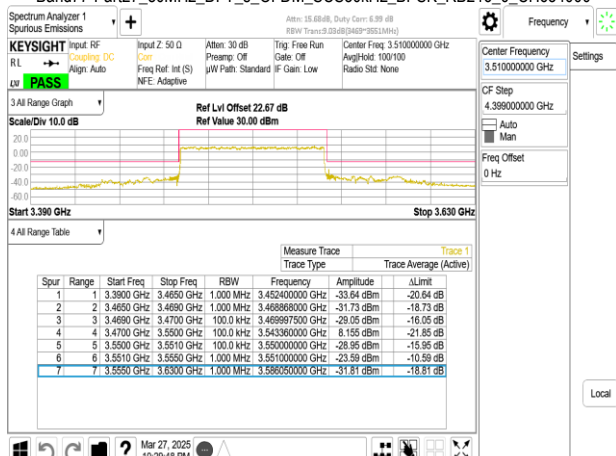 Spectrum Analyzer 1
Spurious Emissions
Attn: 15.68dB, Duty Corr: 6.99 dB
RBW Trans:9.03dB(3469~3551MHz)
Frequency
KEYSIGHT
Input: RF
Input Z: 50 Ω
Atten: 30 dB
Trig: Free Run
Center Freq: 3.510000000 GHz
RL
Coupling: DC
Corr
Preamp: Off
Gate: Off
Avg|Hold: 100/100
Align: Auto
Freq Ref: Int (S)
µW Path: Standard
IF Gain: Low
Radio Std: None
NFE: Adaptive
LXI
PASS
Center Frequency
3.510000000 GHz
Settings
CF Step
4.399000000 GHz
Auto
Man
Freq Offset
0 Hz
3 All Range Graph
Ref Lvl Offset 22.67 dB
Scale/Div 10.0 dB
Ref Value 30.00 dBm
20.0
0.00
-20.0
-40.0
-60.0
Start 3.390 GHz
Stop 3.630 GHz
4 All Range Table
Measure Trace Trace 1
Trace Type Trace Average (Active)
Spur Range Start Freq Stop Freq RBW Frequency Amplitude ΔLimit
1 1 3.3900 GHz 3.4650 GHz 1.000 MHz 3.452400000 GHz -33.64 dBm -20.64 dB
2 2 3.4650 GHz 3.4690 GHz 1.000 MHz 3.468868000 GHz -31.73 dBm -18.73 dB
3 3 3.4690 GHz 3.4700 GHz 100.0 kHz 3.469997500 GHz -29.05 dBm -16.05 dB
4 4 3.4700 GHz 3.5500 GHz 100.0 kHz 3.543360000 GHz 8.155 dBm -21.85 dB
5 5 3.5500 GHz 3.5510 GHz 100.0 kHz 3.550000000 GHz -28.95 dBm -15.95 dB
6 6 3.5510 GHz 3.5550 GHz 1.000 MHz 3.551000000 GHz -23.59 dBm -10.59 dB
7 7 3.5550 GHz 3.6300 GHz 1.000 MHz 3.586050000 GHz -31.81 dBm -18.81 dB
Local
Mar 27, 2025